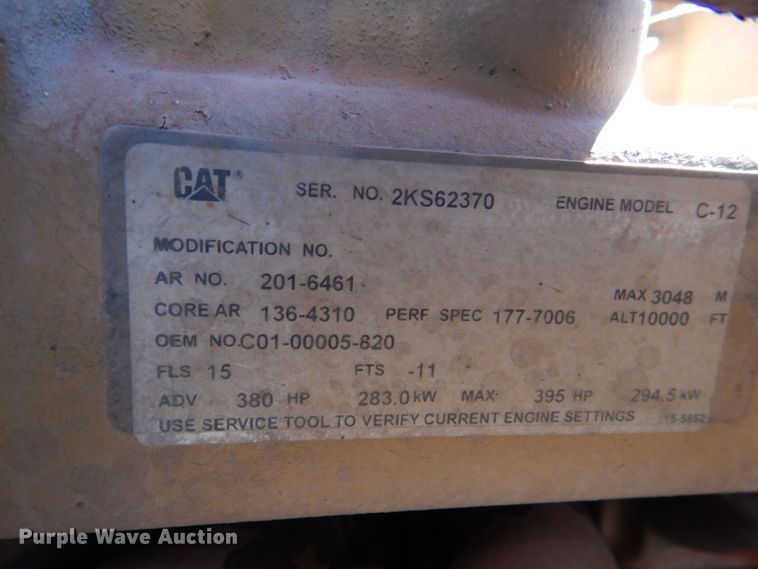 CAT® SER. NO. 2KS62370 ENGINE MODEL C-12
MODIFICATION NO.
AR NO. 201-6461 MAX 3048 M
CORE AR 136-4310 PERF SPEC 177-7006 ALT 10000 FT
OEM NO. C01-00005-820
FLS 15 FTS -11
ADV 380 HP 283.0 kW MAX 395 HP 294.5 kW
USE SERVICE TOOL TO VERIFY CURRENT ENGINE SETTINGS
Purple Wave Auction